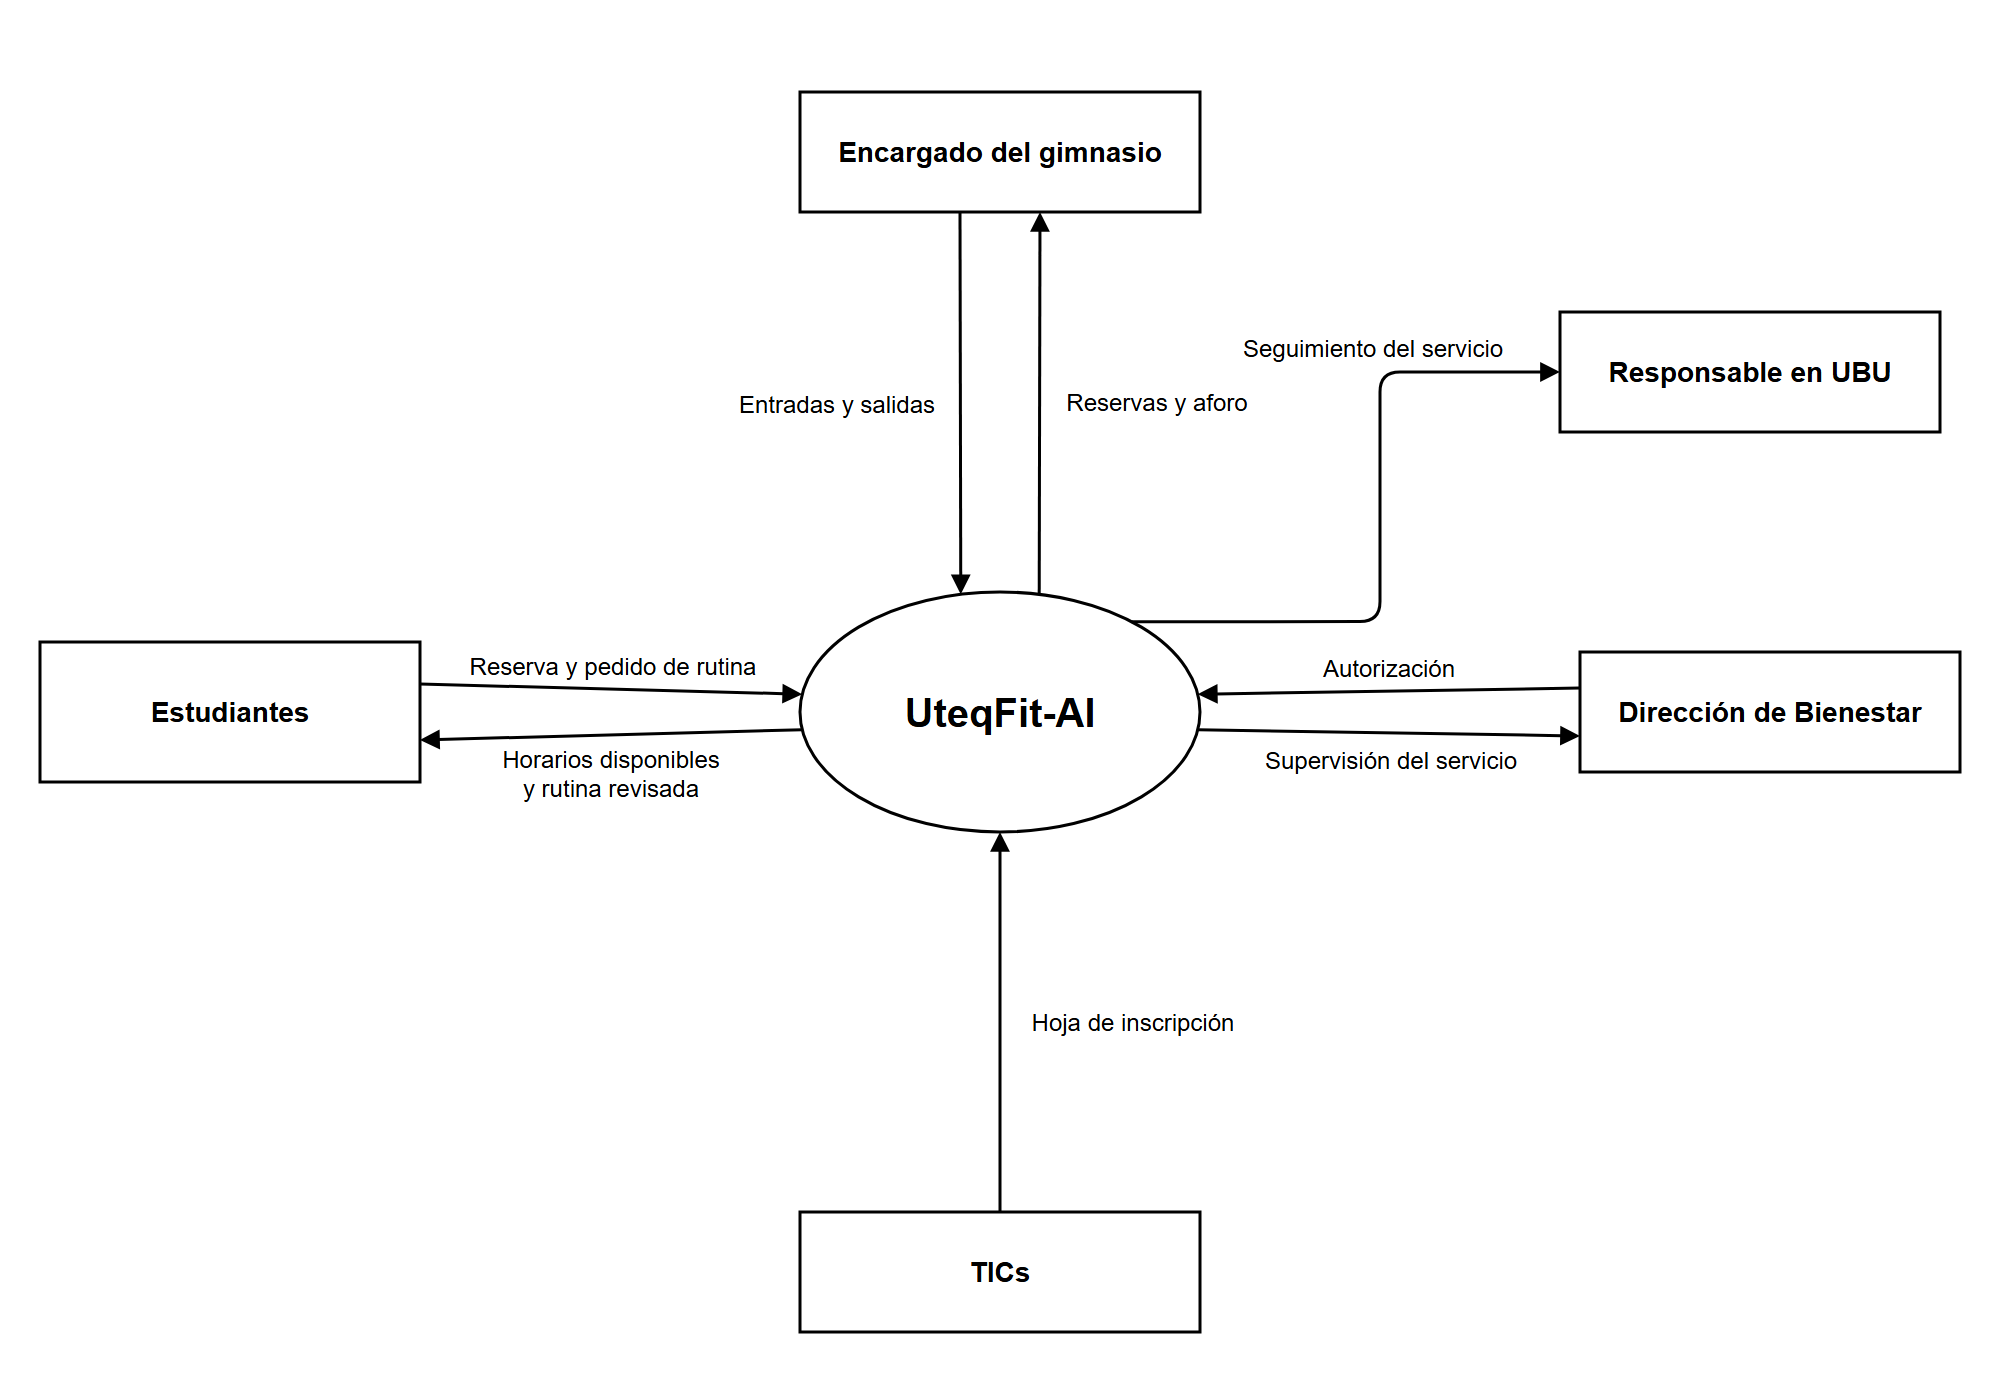 Encargado del gimnasio
Seguimiento del servicio
Responsable en UBU
Entradas y salidas
Reservas y aforo
Reserva y pedido de rutina
Autorización
Estudiantes
UteqFit-AI
Dirección de Bienestar
Horarios disponibles
y rutina revisada
Supervisión del servicio
Hoja de inscripción
TICs